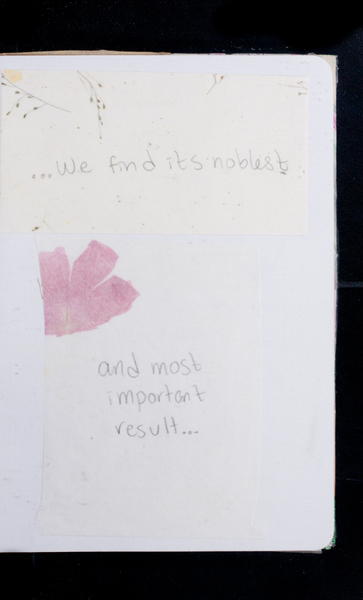 ...We find its noblest
and most
important
result...